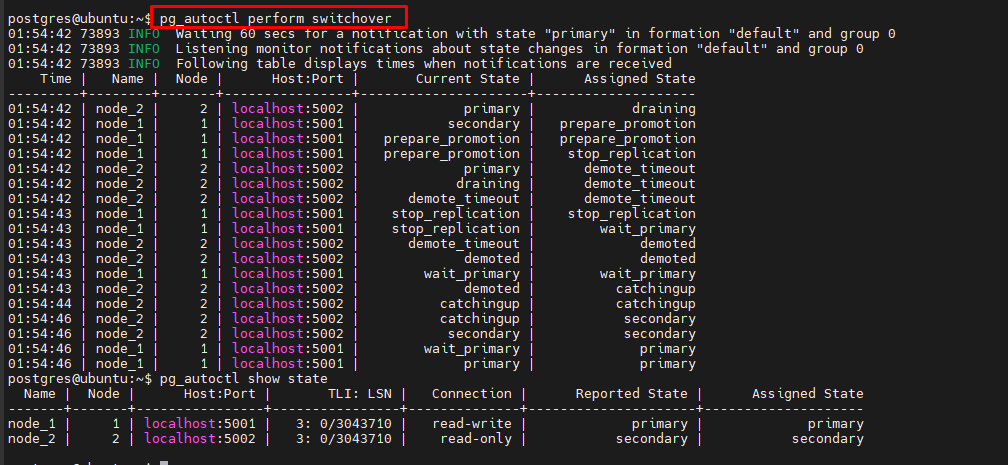 postgres@ubuntu:~$ pg_autoctl perform switchover
01:54:42 73893 INFO  Waiting 60 secs for a notification with state "primary" in formation "default" and group 0
01:54:42 73893 INFO  Listening monitor notifications about state changes in formation "default" and group 0
01:54:42 73893 INFO  Following table displays times when notifications are received
    Time |   Name |  Node |      Host:Port |       Current State |      Assigned State
---------+--------+-------+----------------+---------------------+--------------------
01:54:42 | node_2 |     2 | localhost:5002 |             primary |            draining
01:54:42 | node_1 |     1 | localhost:5001 |           secondary |   prepare_promotion
01:54:42 | node_1 |     1 | localhost:5001 |   prepare_promotion |   prepare_promotion
01:54:42 | node_1 |     1 | localhost:5001 |   prepare_promotion |    stop_replication
01:54:42 | node_2 |     2 | localhost:5002 |             primary |      demote_timeout
01:54:42 | node_2 |     2 | localhost:5002 |            draining |      demote_timeout
01:54:42 | node_2 |     2 | localhost:5002 |      demote_timeout |      demote_timeout
01:54:43 | node_1 |     1 | localhost:5001 |    stop_replication |    stop_replication
01:54:43 | node_1 |     1 | localhost:5001 |    stop_replication |        wait_primary
01:54:43 | node_2 |     2 | localhost:5002 |      demote_timeout |             demoted
01:54:43 | node_2 |     2 | localhost:5002 |             demoted |             demoted
01:54:43 | node_1 |     1 | localhost:5001 |        wait_primary |        wait_primary
01:54:43 | node_2 |     2 | localhost:5002 |             demoted |          catchingup
01:54:44 | node_2 |     2 | localhost:5002 |          catchingup |          catchingup
01:54:46 | node_2 |     2 | localhost:5002 |          catchingup |           secondary
01:54:46 | node_2 |     2 | localhost:5002 |           secondary |           secondary
01:54:46 | node_1 |     1 | localhost:5001 |        wait_primary |             primary
01:54:46 | node_1 |     1 | localhost:5001 |             primary |             primary
postgres@ubuntu:~$ pg_autoctl show state
  Name |  Node |      Host:Port |       TLI: LSN |   Connection |      Reported State |      Assigned State
-------+-------+----------------+----------------+--------------+---------------------+--------------------
node_1 |     1 | localhost:5001 |   3: 0/3043710 |   read-write |             primary |             primary
node_2 |     2 | localhost:5002 |   3: 0/3043710 |    read-only |           secondary |           secondary